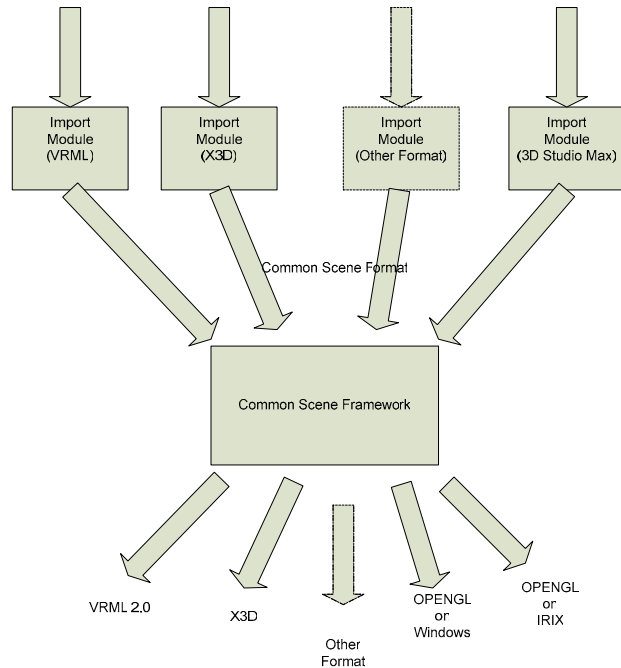 Import
Module
(VRML)
Import
Module
(X3D)
Import
Module
(Other Format)
Import
Module
(3D Studio Max)
Common Scene Format
Common Scene Framework
VRML 2.0
X3D
Other
Format
OPENGL
or
Windows
OPENGL
or
IRIX